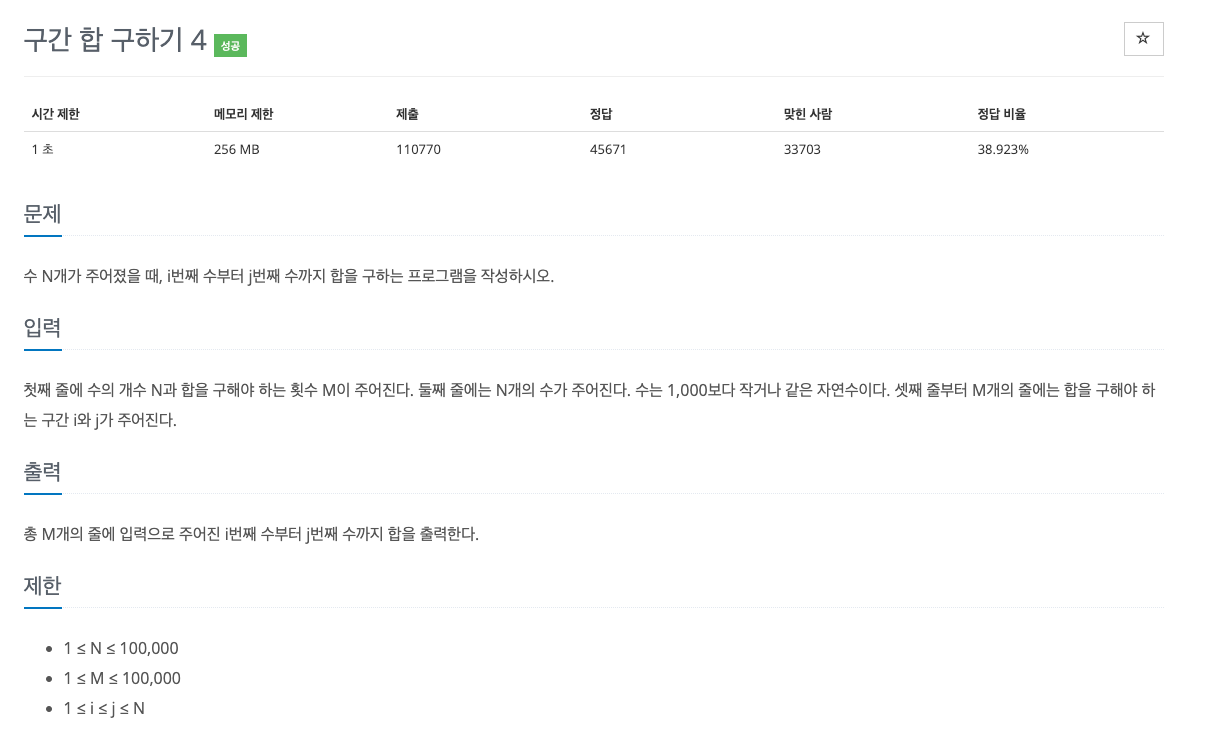 구간 합 구하기 4 성공
☆
시간 제한 메모리 제한 제출 정답 맞힌 사람 정답 비율
1 초 256 MB 110770 45671 33703 38.923%
문제
수 N개가 주어졌을 때, i번째 수부터 j번째 수까지 합을 구하는 프로그램을 작성하시오.
입력
첫째 줄에 수의 개수 N과 합을 구해야 하는 횟수 M이 주어진다. 둘째 줄에는 N개의 수가 주어진다. 수는 1,000보다 작거나 같은 자연수이다. 셋째 줄부터 M개의 줄에는 합을 구해야 하
는 구간 i와 j가 주어진다.
출력
총 M개의 줄에 입력으로 주어진 i번째 수부터 j번째 수까지 합을 출력한다.
제한
• 1 ≤ N ≤ 100,000
• 1 ≤ M ≤ 100,000
• 1 ≤ i ≤ j ≤ N